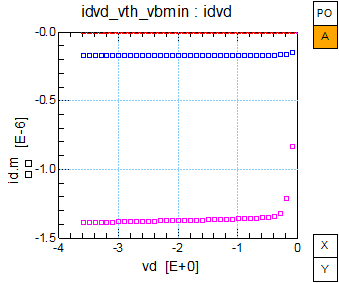 idvd_vth_vbmin : idvd
PO
A
-0.0
-0.5
-1.0
-1.5
id.m [E-6]
-4
-3
-2
-1
0
vd [E+0]
X
Y